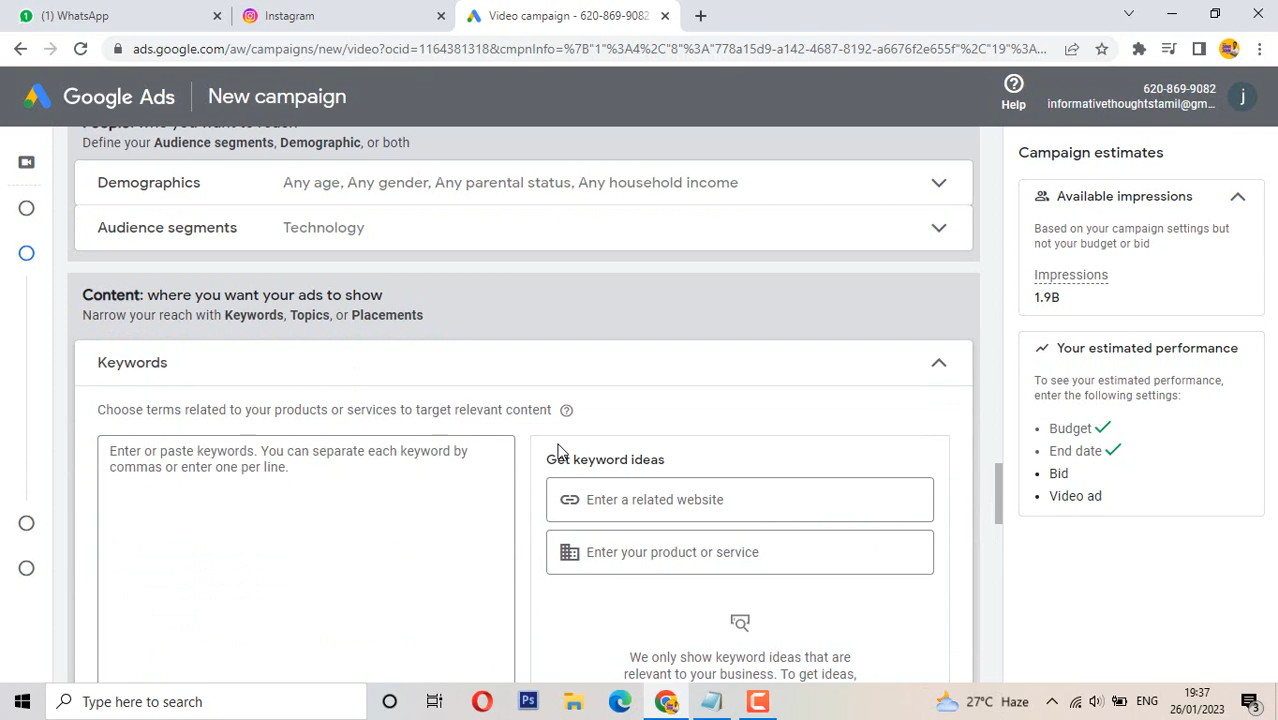 (1) WhatsApp
Instagram
Video campaign - 620-869-9082
ads.google.com/aw/campaigns/new/video?ocid=1164381318&cmpnInfo=%7B"1"%3A4%2C"8"%3A"778a15d9-a142-4687-8192-a6676f2e655f"%2C"19"%3A...
Google Ads
New campaign
Help
620-869-9082
informativethoughtstamil@gm...
j
People: who you want to reach
Define your Audience segments, Demographic, or both
Demographics
Any age, Any gender, Any parental status, Any household income
Audience segments
Technology
Content: where you want your ads to show
Narrow your reach with Keywords, Topics, or Placements
Keywords
Choose terms related to your products or services to target relevant content
Enter or paste keywords. You can separate each keyword by
commas or enter one per line.
Get keyword ideas
Enter a related website
Enter your product or service
We only show keyword ideas that are
relevant to your business. To get ideas,
Campaign estimates
Available impressions
Based on your campaign settings but
not your budget or bid
Impressions
1.9B
Your estimated performance
To see your estimated performance,
enter the following settings:
• Budget
• End date
• Bid
• Video ad
Type here to search
Ps
27°C Haze
ENG
19:37
26/01/2023
3